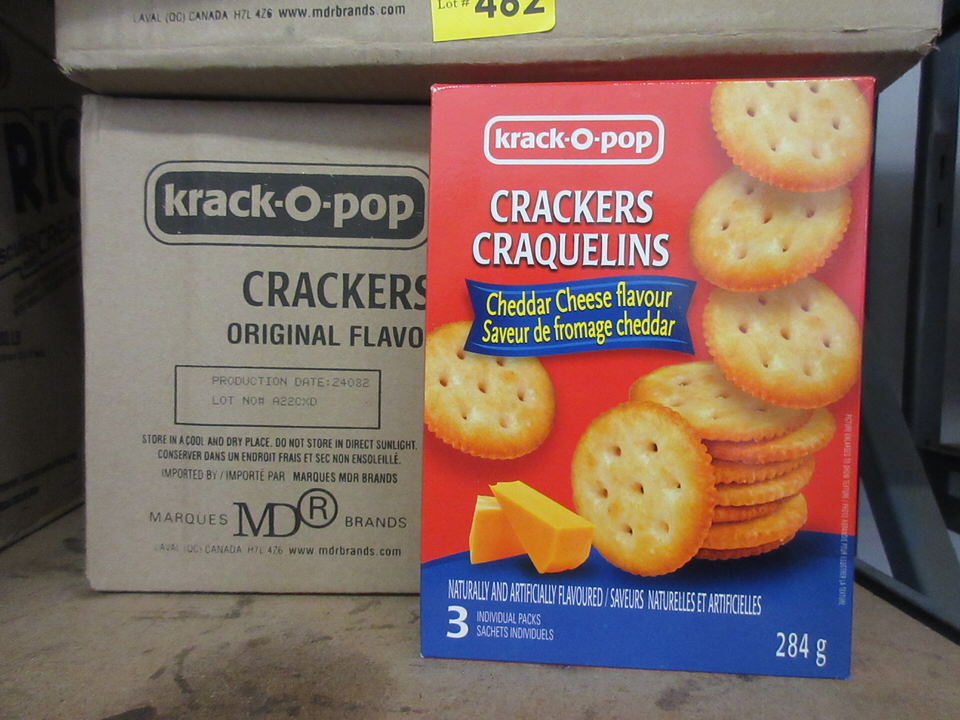 LAVAL (QC) CANADA H7L 4Z6 www.mdrbrands.com
Lot # 482
RIC
krack-O-pop
CRACKERS
ORIGINAL FLAVO
PRODUCTION DATE:24082
LOT NO# A22CXD
STORE IN A COOL AND DRY PLACE. DO NOT STORE IN DIRECT SUNLIGHT.
CONSERVER DANS UN ENDROIT FRAIS ET SEC NON ENSOLEILLÉ.
IMPORTED BY / IMPORTÉ PAR MARQUES MDR BRANDS
MARQUES MD® BRANDS
LAVAL (QC) CANADA H7L 4Z6 www.mdrbrands.com
krack-O-pop
CRACKERS
CRAQUELINS
Cheddar Cheese flavour
Saveur de fromage cheddar
NATURALLY AND ARTIFICIALLY FLAVOURED / SAVEURS NATURELLES ET ARTIFICIELLES
3 INDIVIDUAL PACKS
SACHETS INDIVIDUELS
284 g